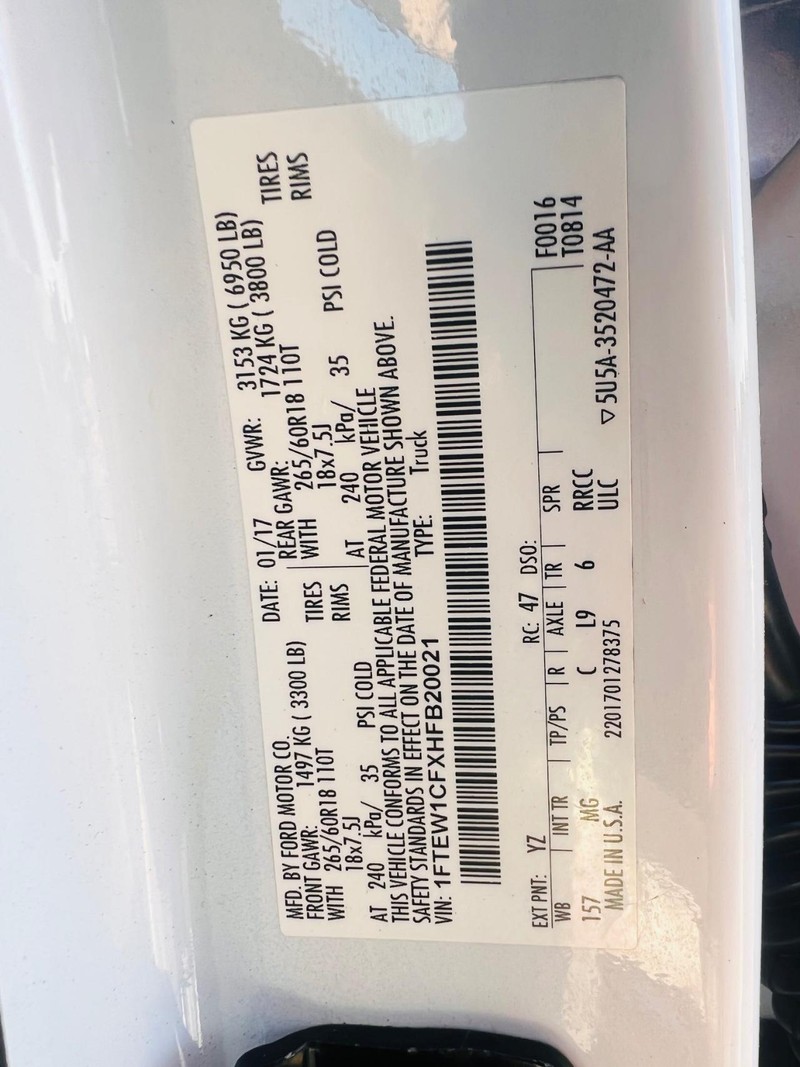 MFD. BY FORD MOTOR CO.
DATE: 01/17 GVWR: 3153 KG ( 6950 LB)
FRONT GAWR: 1497 KG ( 3300 LB) REAR GAWR: 1724 KG ( 3800 LB)
WITH 265/60R18 110T TIRES WITH 265/60R18 110T TIRES
18x7.5J RIMS 18x7.5J RIMS
AT 240 kPa/ 35 PSI COLD AT 240 kPa/ 35 PSI COLD
THIS VEHICLE CONFORMS TO ALL APPLICABLE FEDERAL MOTOR VEHICLE
SAFETY STANDARDS IN EFFECT ON THE DATE OF MANUFACTURE SHOWN ABOVE.
VIN: 1FTEW1CFXHFB20021 TYPE: Truck
EXT PNT: YZ RC: 47 DSO: F0016
WB INT TR TP/PS R AXLE TR SPR T0814
157 MG C L9 6 RRCC
MADE IN U.S.A. 2201701278375 ULC ▽5U5A-3520472-AA